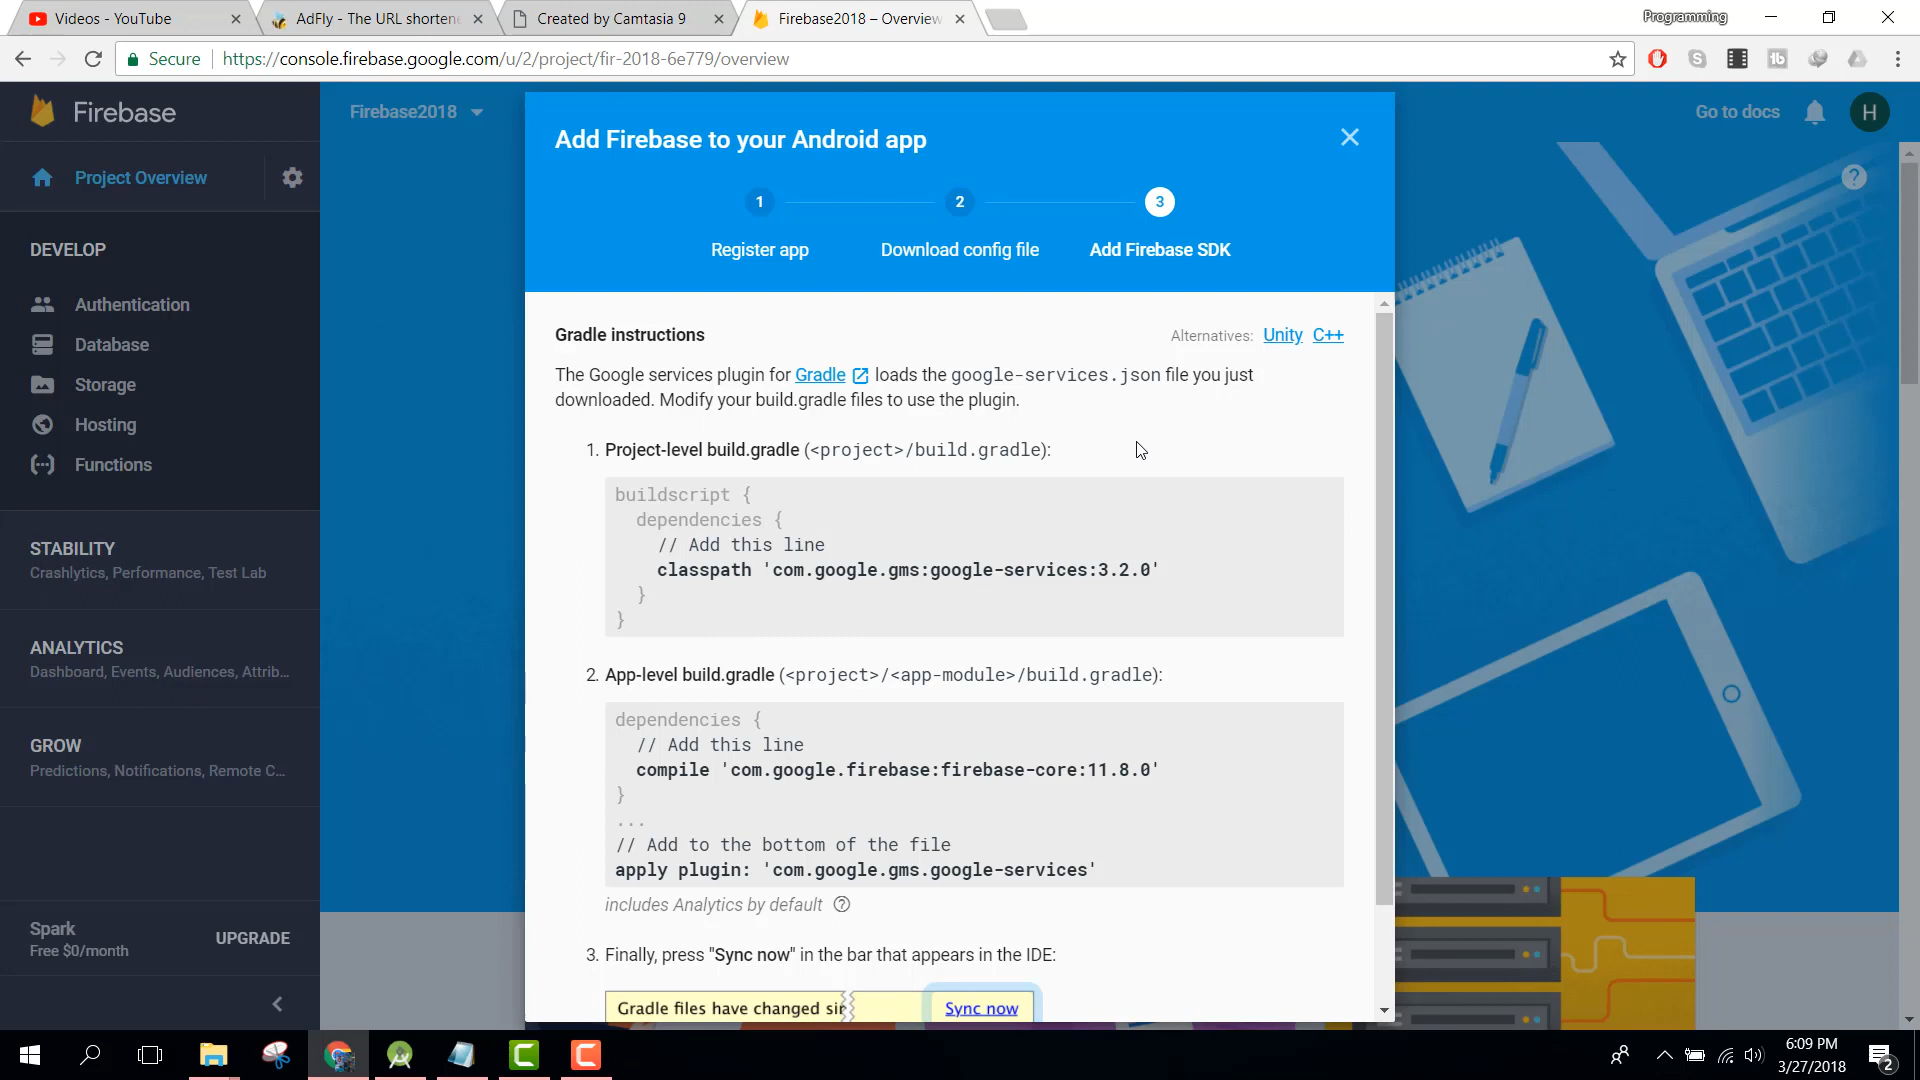 Videos - YouTube
AdFly - The URL shortene
Created by Camtasia 9
Firebase2018 – Overview
Programming
Secure
https://console.firebase.google.com/u/2/project/fir-2018-6e779/overview
Firebase
Firebase2018
Go to docs
H
Project Overview
DEVELOP
Authentication
Database
Storage
Hosting
Functions
STABILITY
Crashlytics, Performance, Test Lab
ANALYTICS
Dashboard, Events, Audiences, Attrib...
GROW
Predictions, Notifications, Remote C...
Spark
Free $0/month
UPGRADE
Add Firebase to your Android app
1
2
3
Register app
Download config file
Add Firebase SDK
Gradle instructions
Alternatives: Unity C++
The Google services plugin for Gradle loads the google-services.json file you just
downloaded. Modify your build.gradle files to use the plugin.
1. Project-level build.gradle (<project>/build.gradle):
buildscript {
dependencies {
// Add this line
classpath 'com.google.gms:google-services:3.2.0'
}
}
2. App-level build.gradle (<project>/<app-module>/build.gradle):
dependencies {
// Add this line
compile 'com.google.firebase:firebase-core:11.8.0'
}
...
// Add to the bottom of the file
apply plugin: 'com.google.gms.google-services'
includes Analytics by default ?
3. Finally, press "Sync now" in the bar that appears in the IDE:
Gradle files have changed sin
Sync now
?
6:09 PM
3/27/2018
2